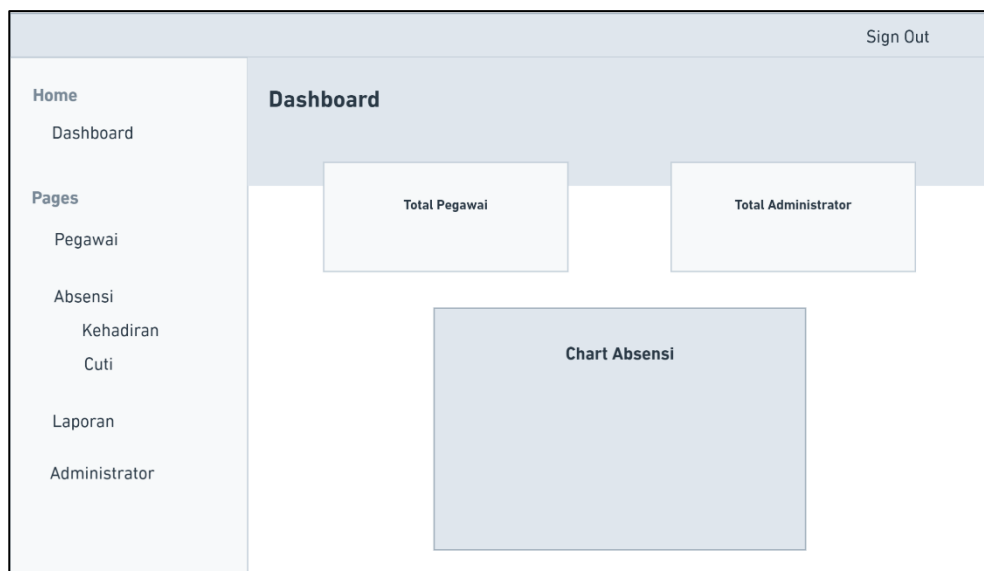 Sign Out
Home
Dashboard
Pages
Pegawai
Absensi
Kehadiran
Cuti
Laporan
Administrator
Dashboard
Total Pegawai
Total Administrator
Chart Absensi